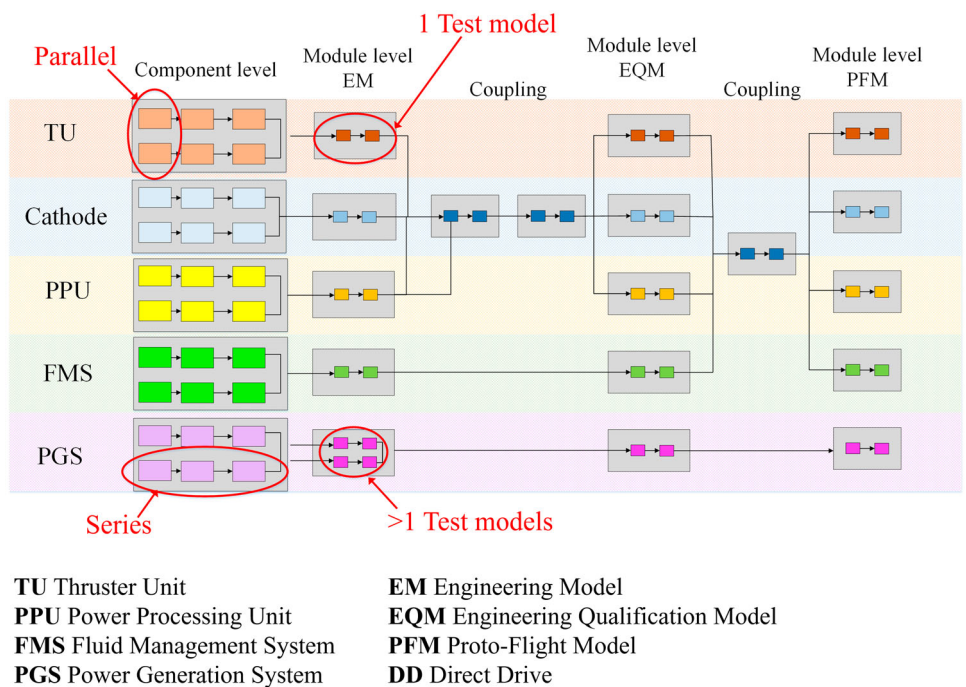 1 Test model
Parallel
Component level
Module level
EM
Coupling
Module level
EQM
Coupling
Module level
PFM
TU
Cathode
PPU
FMS
PGS
Series
>1 Test models
TU Thruster Unit
PPU Power Processing Unit
FMS Fluid Management System
PGS Power Generation System
EM Engineering Model
EQM Engineering Qualification Model
PFM Proto-Flight Model
DD Direct Drive